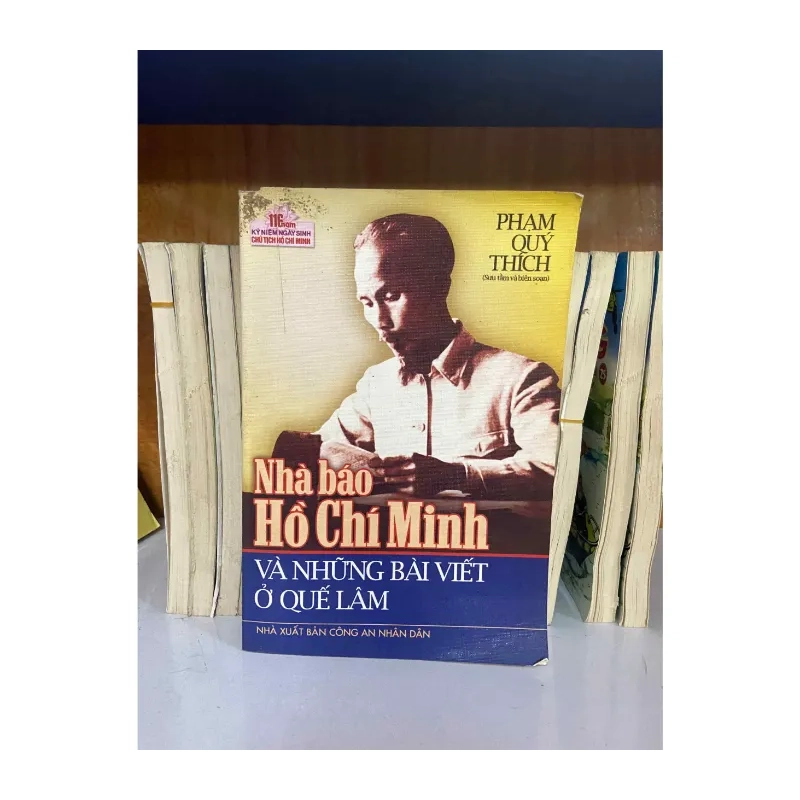 116 năm
KỶ NIỆM NGÀY SINH
CHỦ TỊCH HỒ CHÍ MINH
PHẠM
QUÝ
THÍCH
(Sưu tầm và biên soạn)
Nhà báo
Hồ Chí Minh
VÀ NHỮNG BÀI VIẾT
Ở QUẾ LÂM
NHÀ XUẤT BẢN CÔNG AN NHÂN DÂN